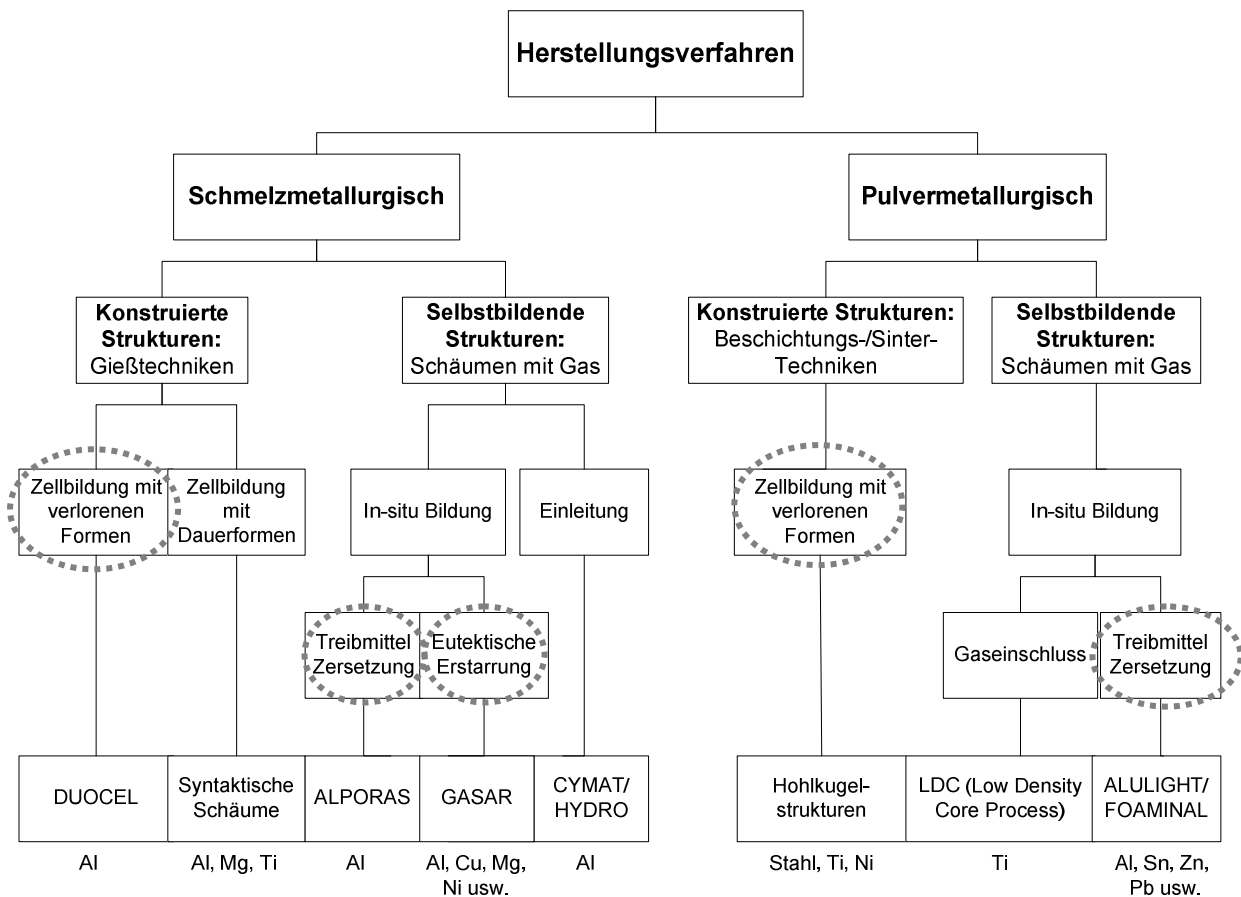 Herstellungsverfahren
Schmelzmetallurgisch
Pulvermetallurgisch
Konstruierte
Strukturen:
Gießtechniken
Selbstbildende
Strukturen:
Schäumen mit Gas
Konstruierte Strukturen:
Beschichtungs-/Sinter-
Techniken
Selbstbildende
Strukturen:
Schäumen mit Gas
Zellbildung mit
verlorenen
Formen
Zellbildung
mit
Dauerformen
In-situ Bildung
Einleitung
Zellbildung mit
verlorenen
Formen
In-situ Bildung
Treibmittel
Zersetzung
Eutektische
Erstarrung
Gaseinschluss
Treibmittel
Zersetzung
DUOCEL
Syntaktische
Schäume
ALPORAS
GASAR
CYMAT/
HYDRO
Hohlkugel-
strukturen
LDC (Low Density
Core Process)
ALULIGHT/
FOAMINAL
Al
Al, Mg, Ti
Al
Al, Cu, Mg,
Ni usw.
Al
Stahl, Ti, Ni
Ti
Al, Sn, Zn,
Pb usw.